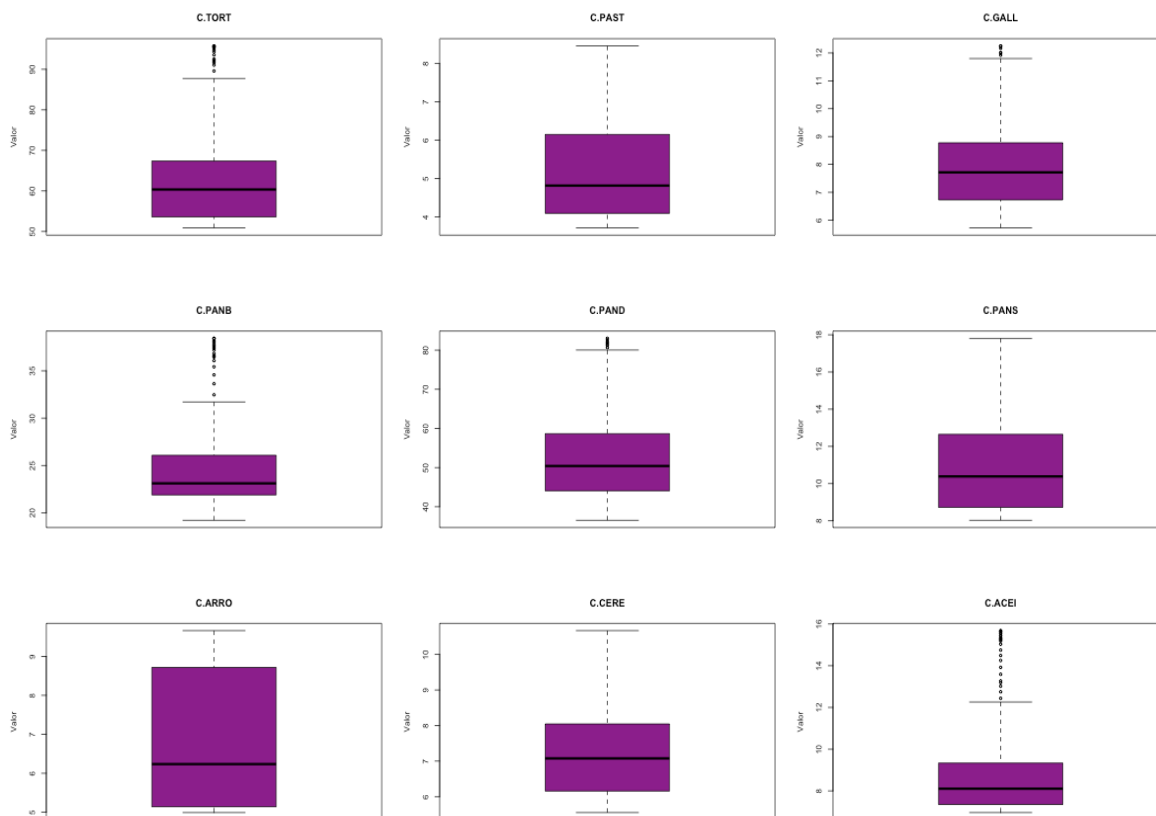 C.TORT
C.PAST
C.GALL
Valor
50 60 70 80 90
Valor
4 5 6 7 8
Valor
6 7 8 9 10 11 12
C.PANB
C.PAND
C.PANS
Valor
20 25 30 35
Valor
40 50 60 70 80
Valor
8 10 12 14 16 18
C.ARRO
C.CERE
C.ACEI
Valor
5 6 7 8 9
Valor
6 7 8 9 10
Valor
8 10 12 14 16